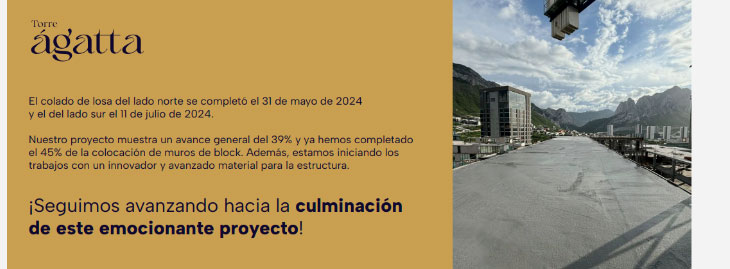 Torre
ágatta
El colado de losa del lado norte se completó el 31 de mayo de 2024
y el del lado sur el 11 de julio de 2024.
Nuestro proyecto muestra un avance general del 39% y ya hemos completado
el 45% de la colocación de muros de block. Además, estamos iniciando los
trabajos con un innovador y avanzado material para la estructura.
¡Seguimos avanzando hacia la culminación
de este emocionante proyecto!